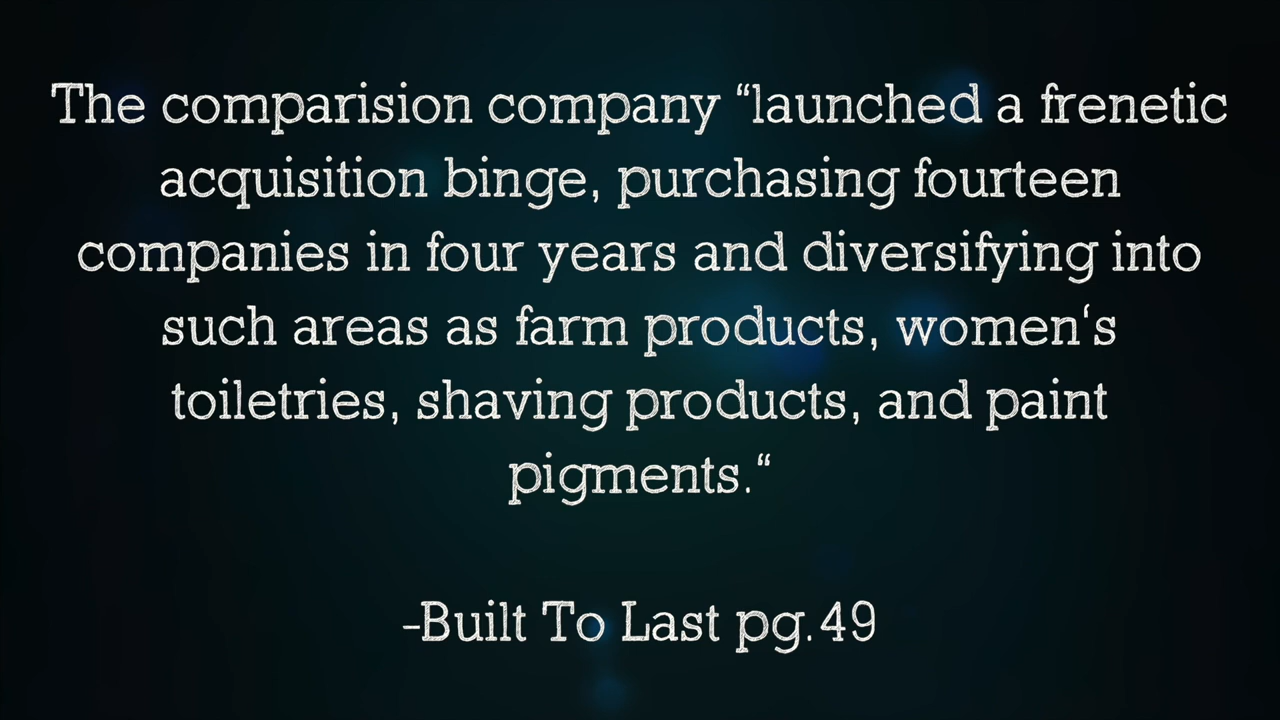 The comparision company “launched a frenetic
acquisition binge, purchasing fourteen
companies in four years and diversifying into
such areas as farm products, women‘s
toiletries, shaving products, and paint
pigments.“
-Built To Last pg.49